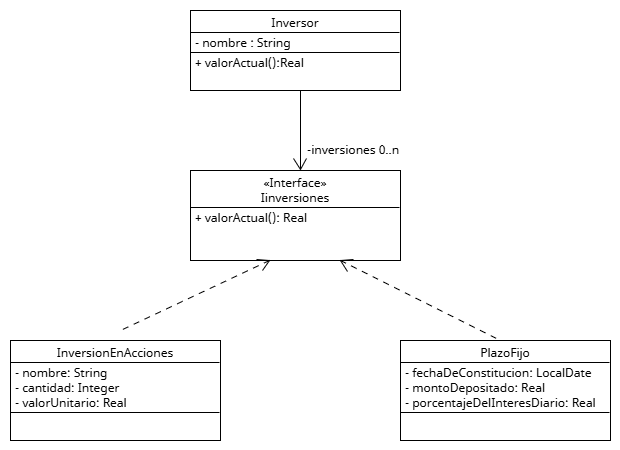 Inversor
- nombre : String
+ valorActual():Real
-inversiones 0..n
«Interface»
Iinversiones
+ valorActual(): Real
InversionEnAcciones
- nombre: String
- cantidad: Integer
- valorUnitario: Real
PlazoFijo
- fechaDeConstitucion: LocalDate
- montoDepositado: Real
- porcentajeDelInteresDiario: Real